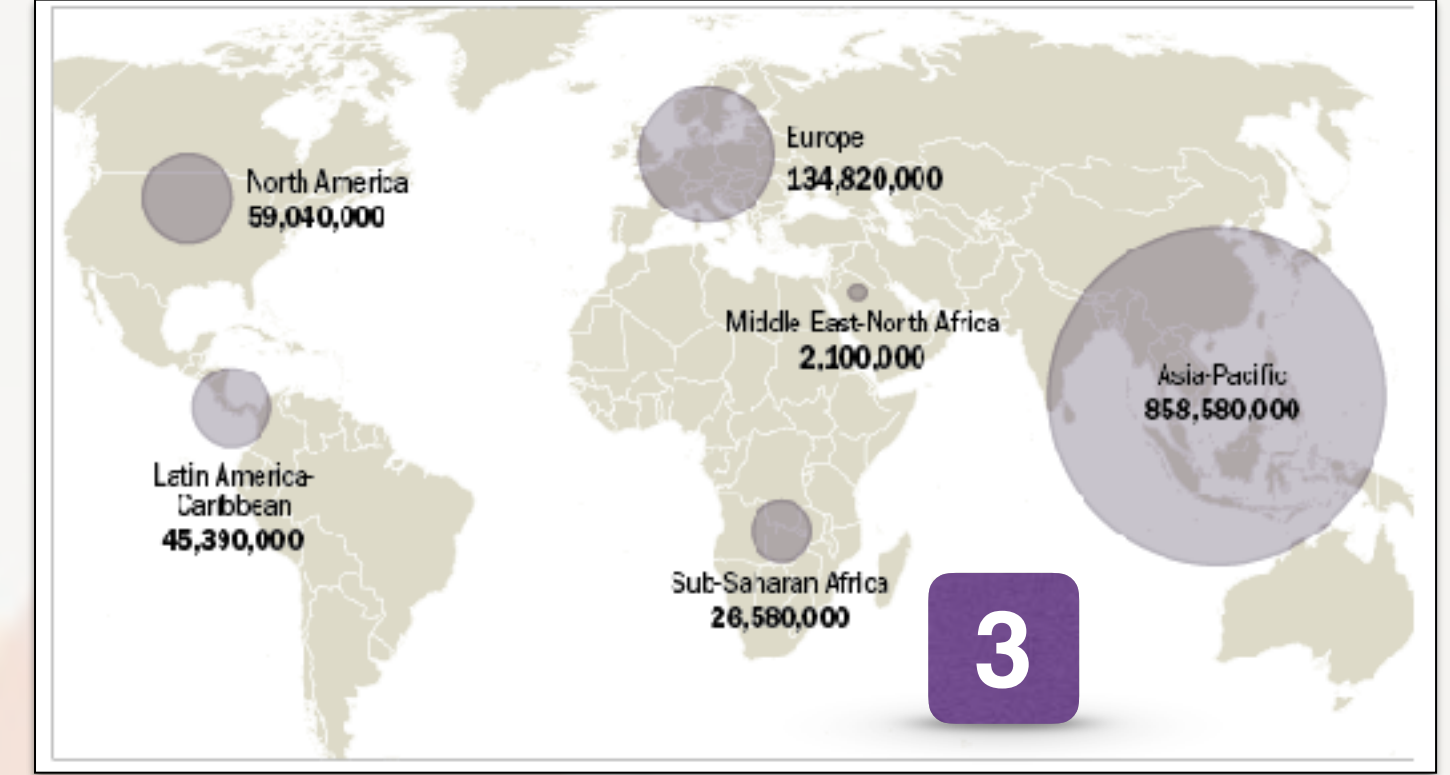 Europe
134,820,000
North America
59,040,000
Middle East-North Africa
2,100,000
Asia-Pacific
858,580,000
Latin America-
Caribbean
45,390,000
Sub-Saharan Africa
26,580,000
3